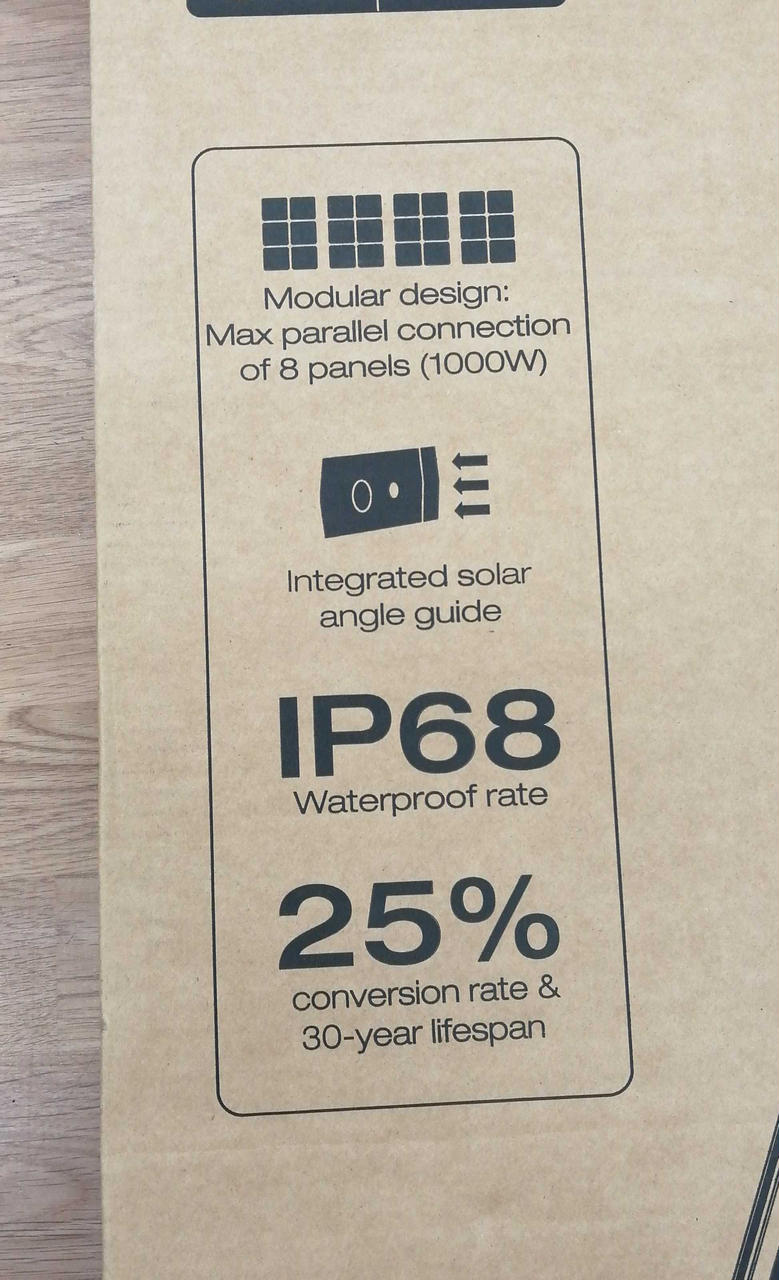 Modular design:
Max parallel connection
of 8 panels (1000W)
Integrated solar
angle guide
IP68
Waterproof rate
25%
conversion rate &
30-year lifespan